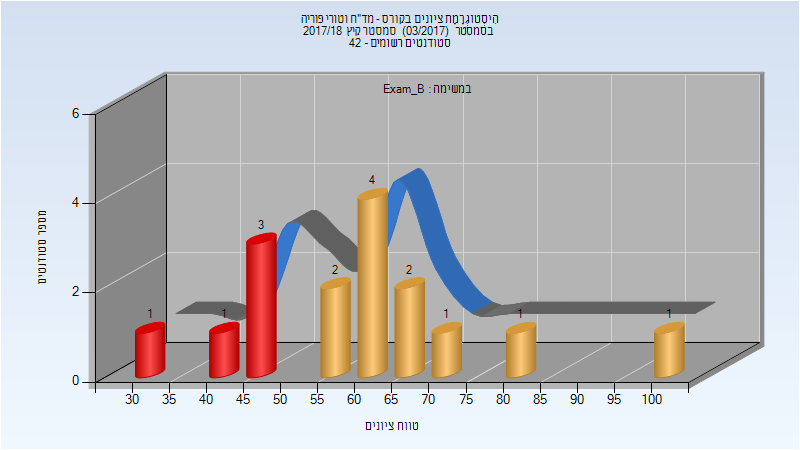 היסטוגרמת ציונים בקורס - מד"ח וטורי פוריה
בסמסטר (03/2017) סמסטר קיץ 2017/18
סטודנטים רשומים - 42
במשימה : Exam_B
מספר סטודנטים
6
4
2
0
1
1
3
2
4
2
1
1
1
30 35 40 45 50 55 60 65 70 75 80 85 90 95 100
טווח ציונים